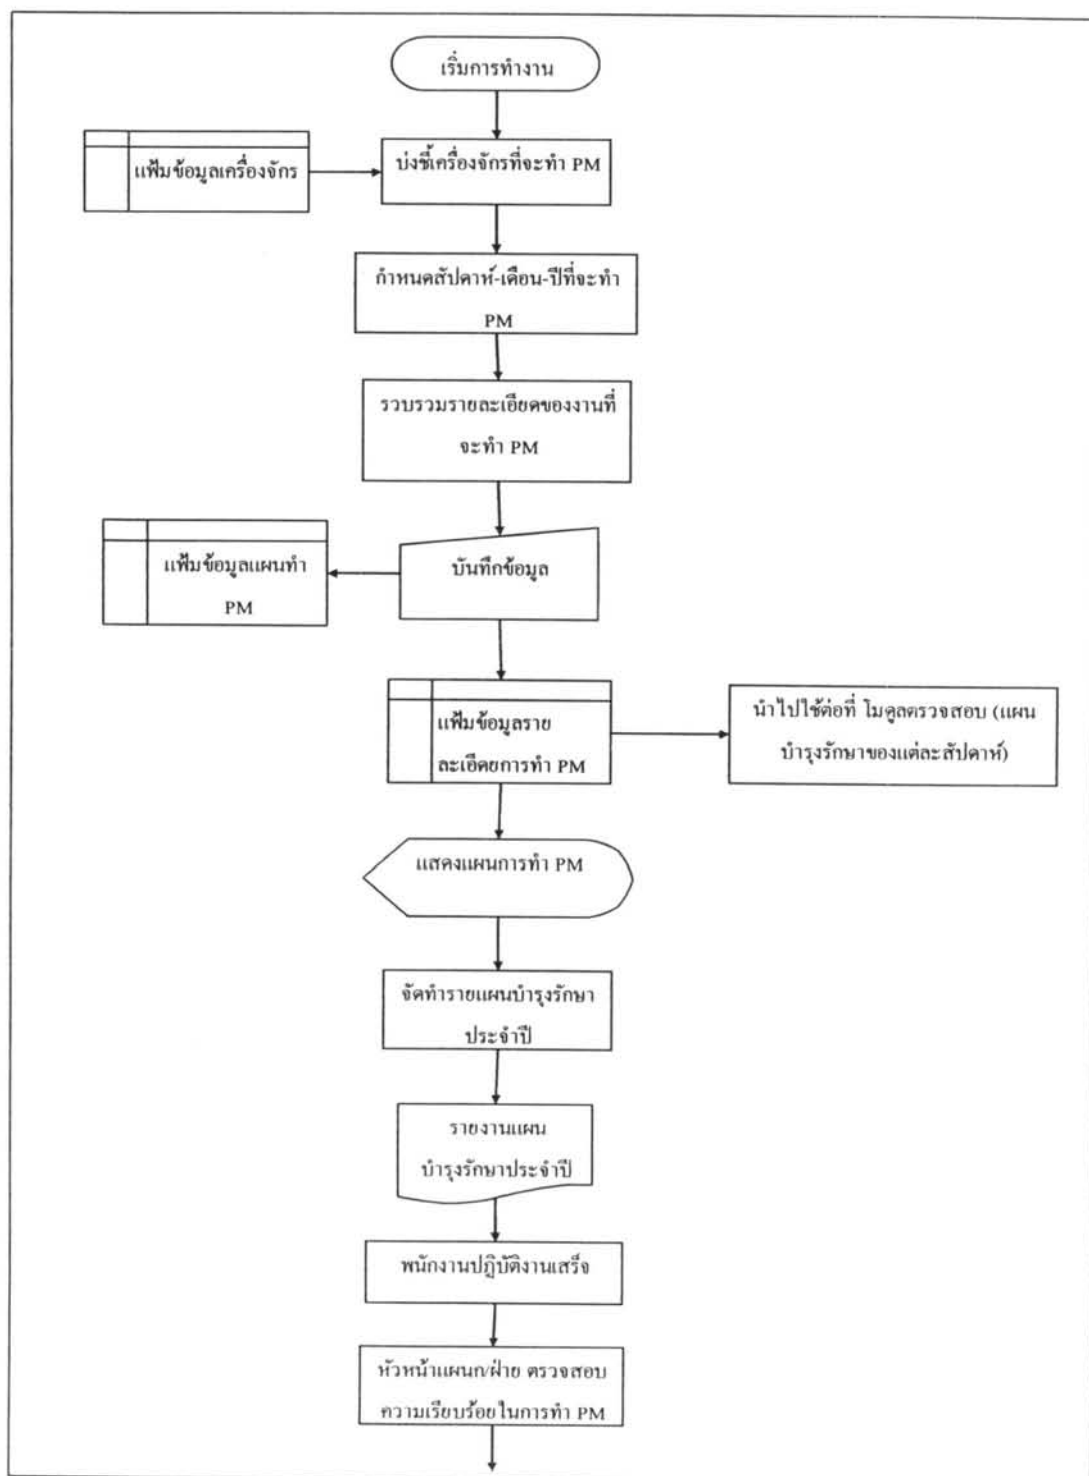 เริ่มการทำงาน
แฟ้มข้อมูลเครื่องจักร
บ่งชี้เครื่องจักรที่จะทำ PM
กำหนดสัปดาห์-เดือน-ปีที่จะทำ
PM
รวบรวมรายละเอียดของงานที่
จะทำ PM
แฟ้มข้อมูลแผนทำ
PM
บันทึกข้อมูล
แฟ้มข้อมูลราย
ละเอีดยการทำ PM
นำไปใช้ต่อที่ โมดูลตรวจสอบ (แผน
บำรุงรักษาของแต่ละสัปดาห์)
แสดงแผนการทำ PM
จัดทำรายแผนบำรุงรักษา
ประจำปี
รายงานแผน
บำรุงรักษาประจำปี
พนักงานปฏิบัติงานเสร็จ
หัวหน้าแผนก/ฝ่าย ตรวจสอบ
ความเรียบร้อยในการทำ PM